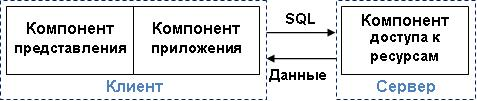 Компонент
представления
Компонент
приложения
SQL
Данные
Компонент
доступа к
ресурсам
Клиент
Сервер